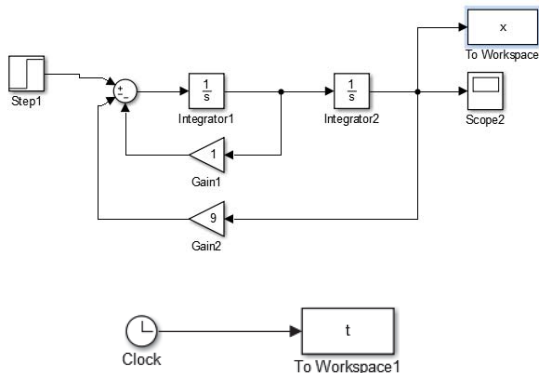 x
To Workspace
Step1
+
−
−
1
s
Integrator1
1
s
Integrator2
Scope2
1
Gain1
9
Gain2
Clock
t
To Workspace1